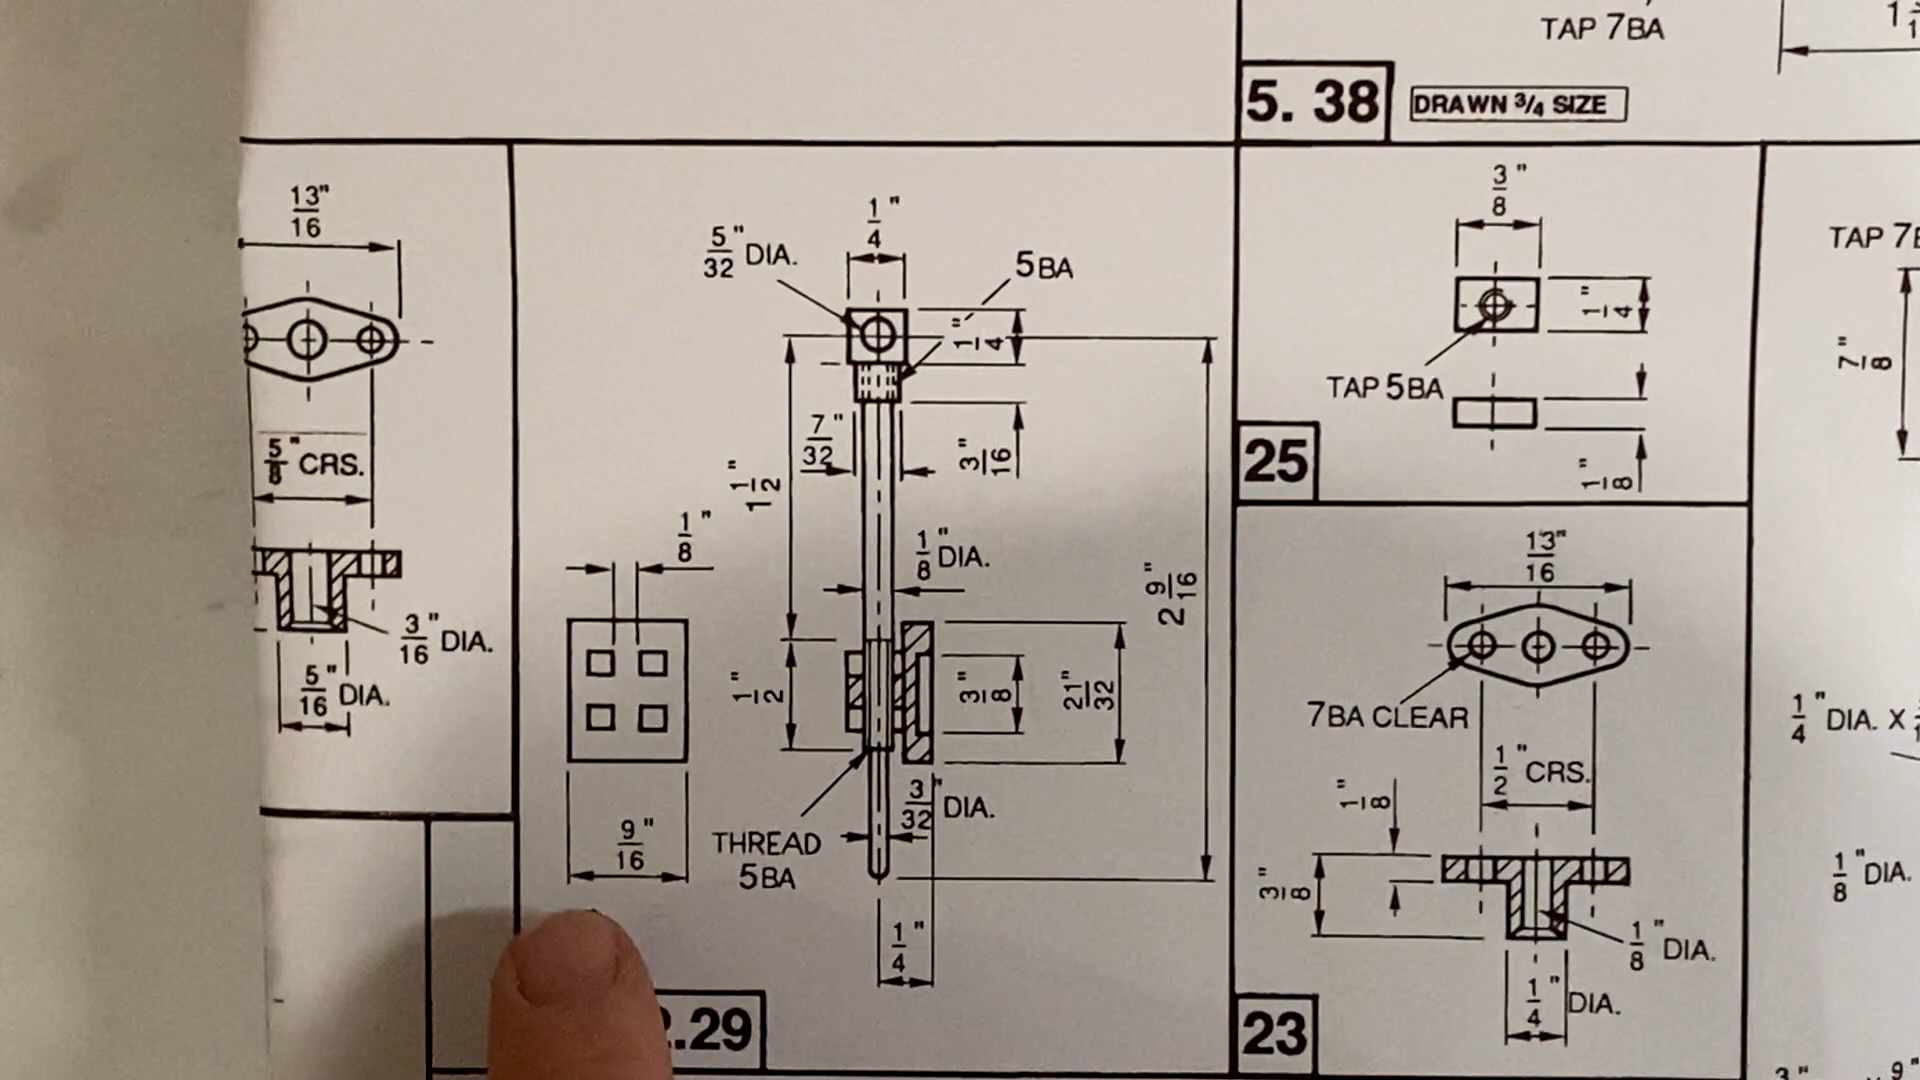 TAP 7BA
5. 38
DRAWN 3/4 SIZE
13"
16
5" CRS.
8
3" DIA.
16
5" DIA.
16
1"
4
5" DIA.
32
5BA
1"
4
7"
32
3"
16
1 1"
2
1"
8
1" DIA.
8
2 9"
16
1"
2
3"
8
21"
32
3" DIA.
32
THREAD
5BA
9"
16
1"
4
.29
3"
8
1"
4
TAP 5BA
1"
8
25
13"
16
7BA CLEAR
1" CRS.
2
1"
8
3"
8
1" DIA.
8
1" DIA.
4
23
TAP 7B
7"
8
1" DIA. X
4
1" DIA.
8